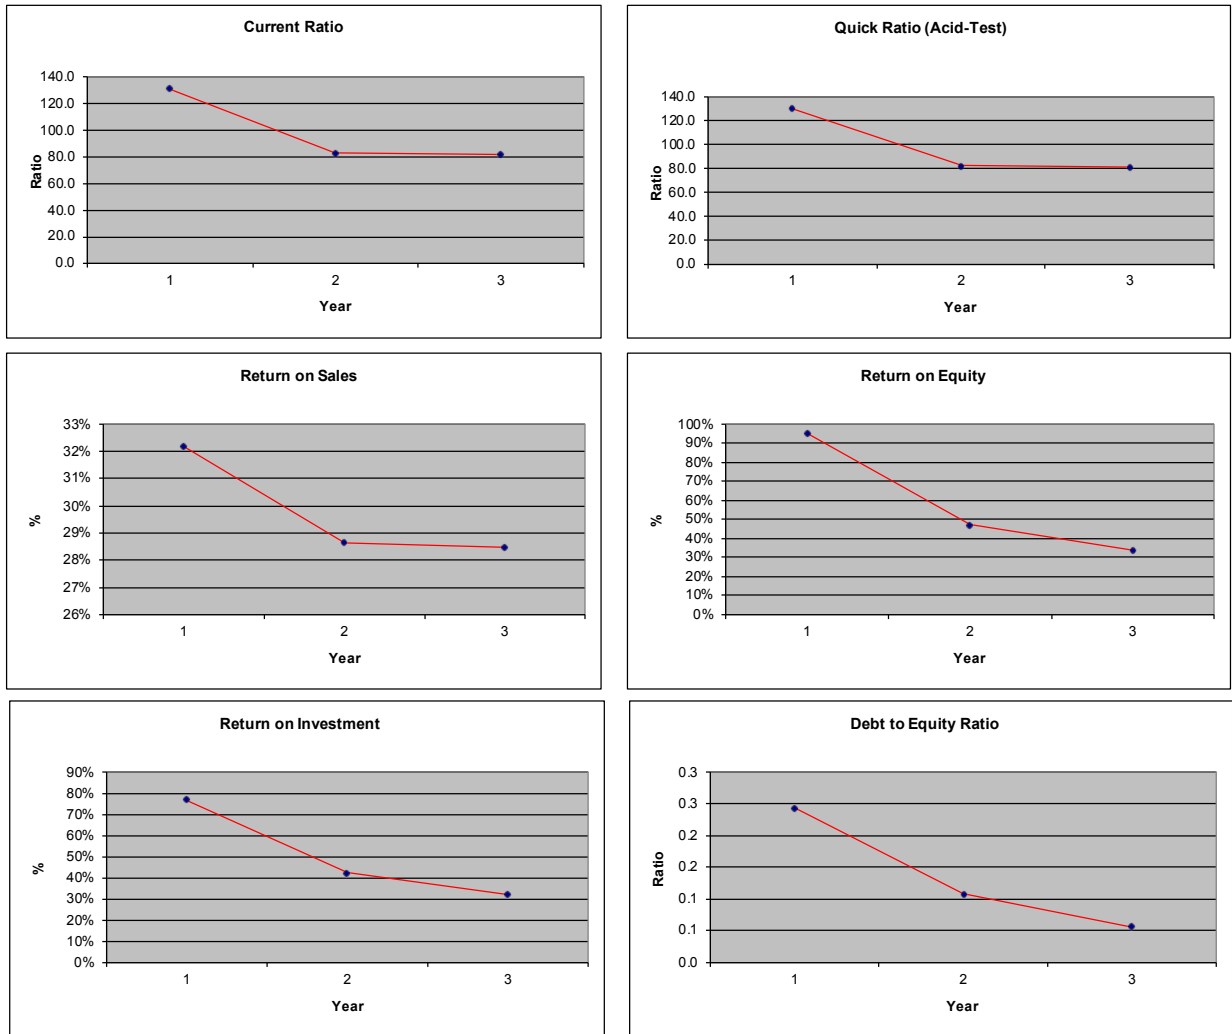 Current Ratio
140.0
120.0
100.0
80.0
60.0
40.0
20.0
0.0
Ratio
1 2 3
Year
Quick Ratio (Acid-Test)
140.0
120.0
100.0
80.0
60.0
40.0
20.0
0.0
Ratio
1 2 3
Year
Return on Sales
33%
32%
31%
30%
29%
28%
27%
26%
%
1 2 3
Year
Return on Equity
100%
90%
80%
70%
60%
50%
40%
30%
20%
10%
0%
%
1 2 3
Year
Return on Investment
90%
80%
70%
60%
50%
40%
30%
20%
10%
0%
%
1 2 3
Year
Debt to Equity Ratio
0.3
0.3
0.2
0.2
0.1
0.1
0.0
Ratio
1 2 3
Year